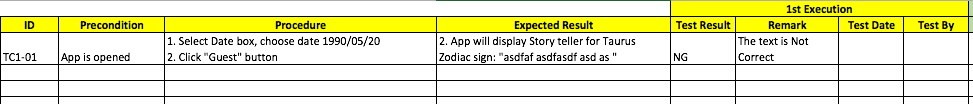 1st Execution
ID Precondition Procedure Expected Result Test Result Remark Test Date Test By
1. Select Date box, choose date 1990/05/20 2. App will display Story teller for Taurus The text is Not
TC1-01 App is opened 2. Click "Guest" button Zodiac sign: "asdfaf asdfasdf asd as " NG Correct